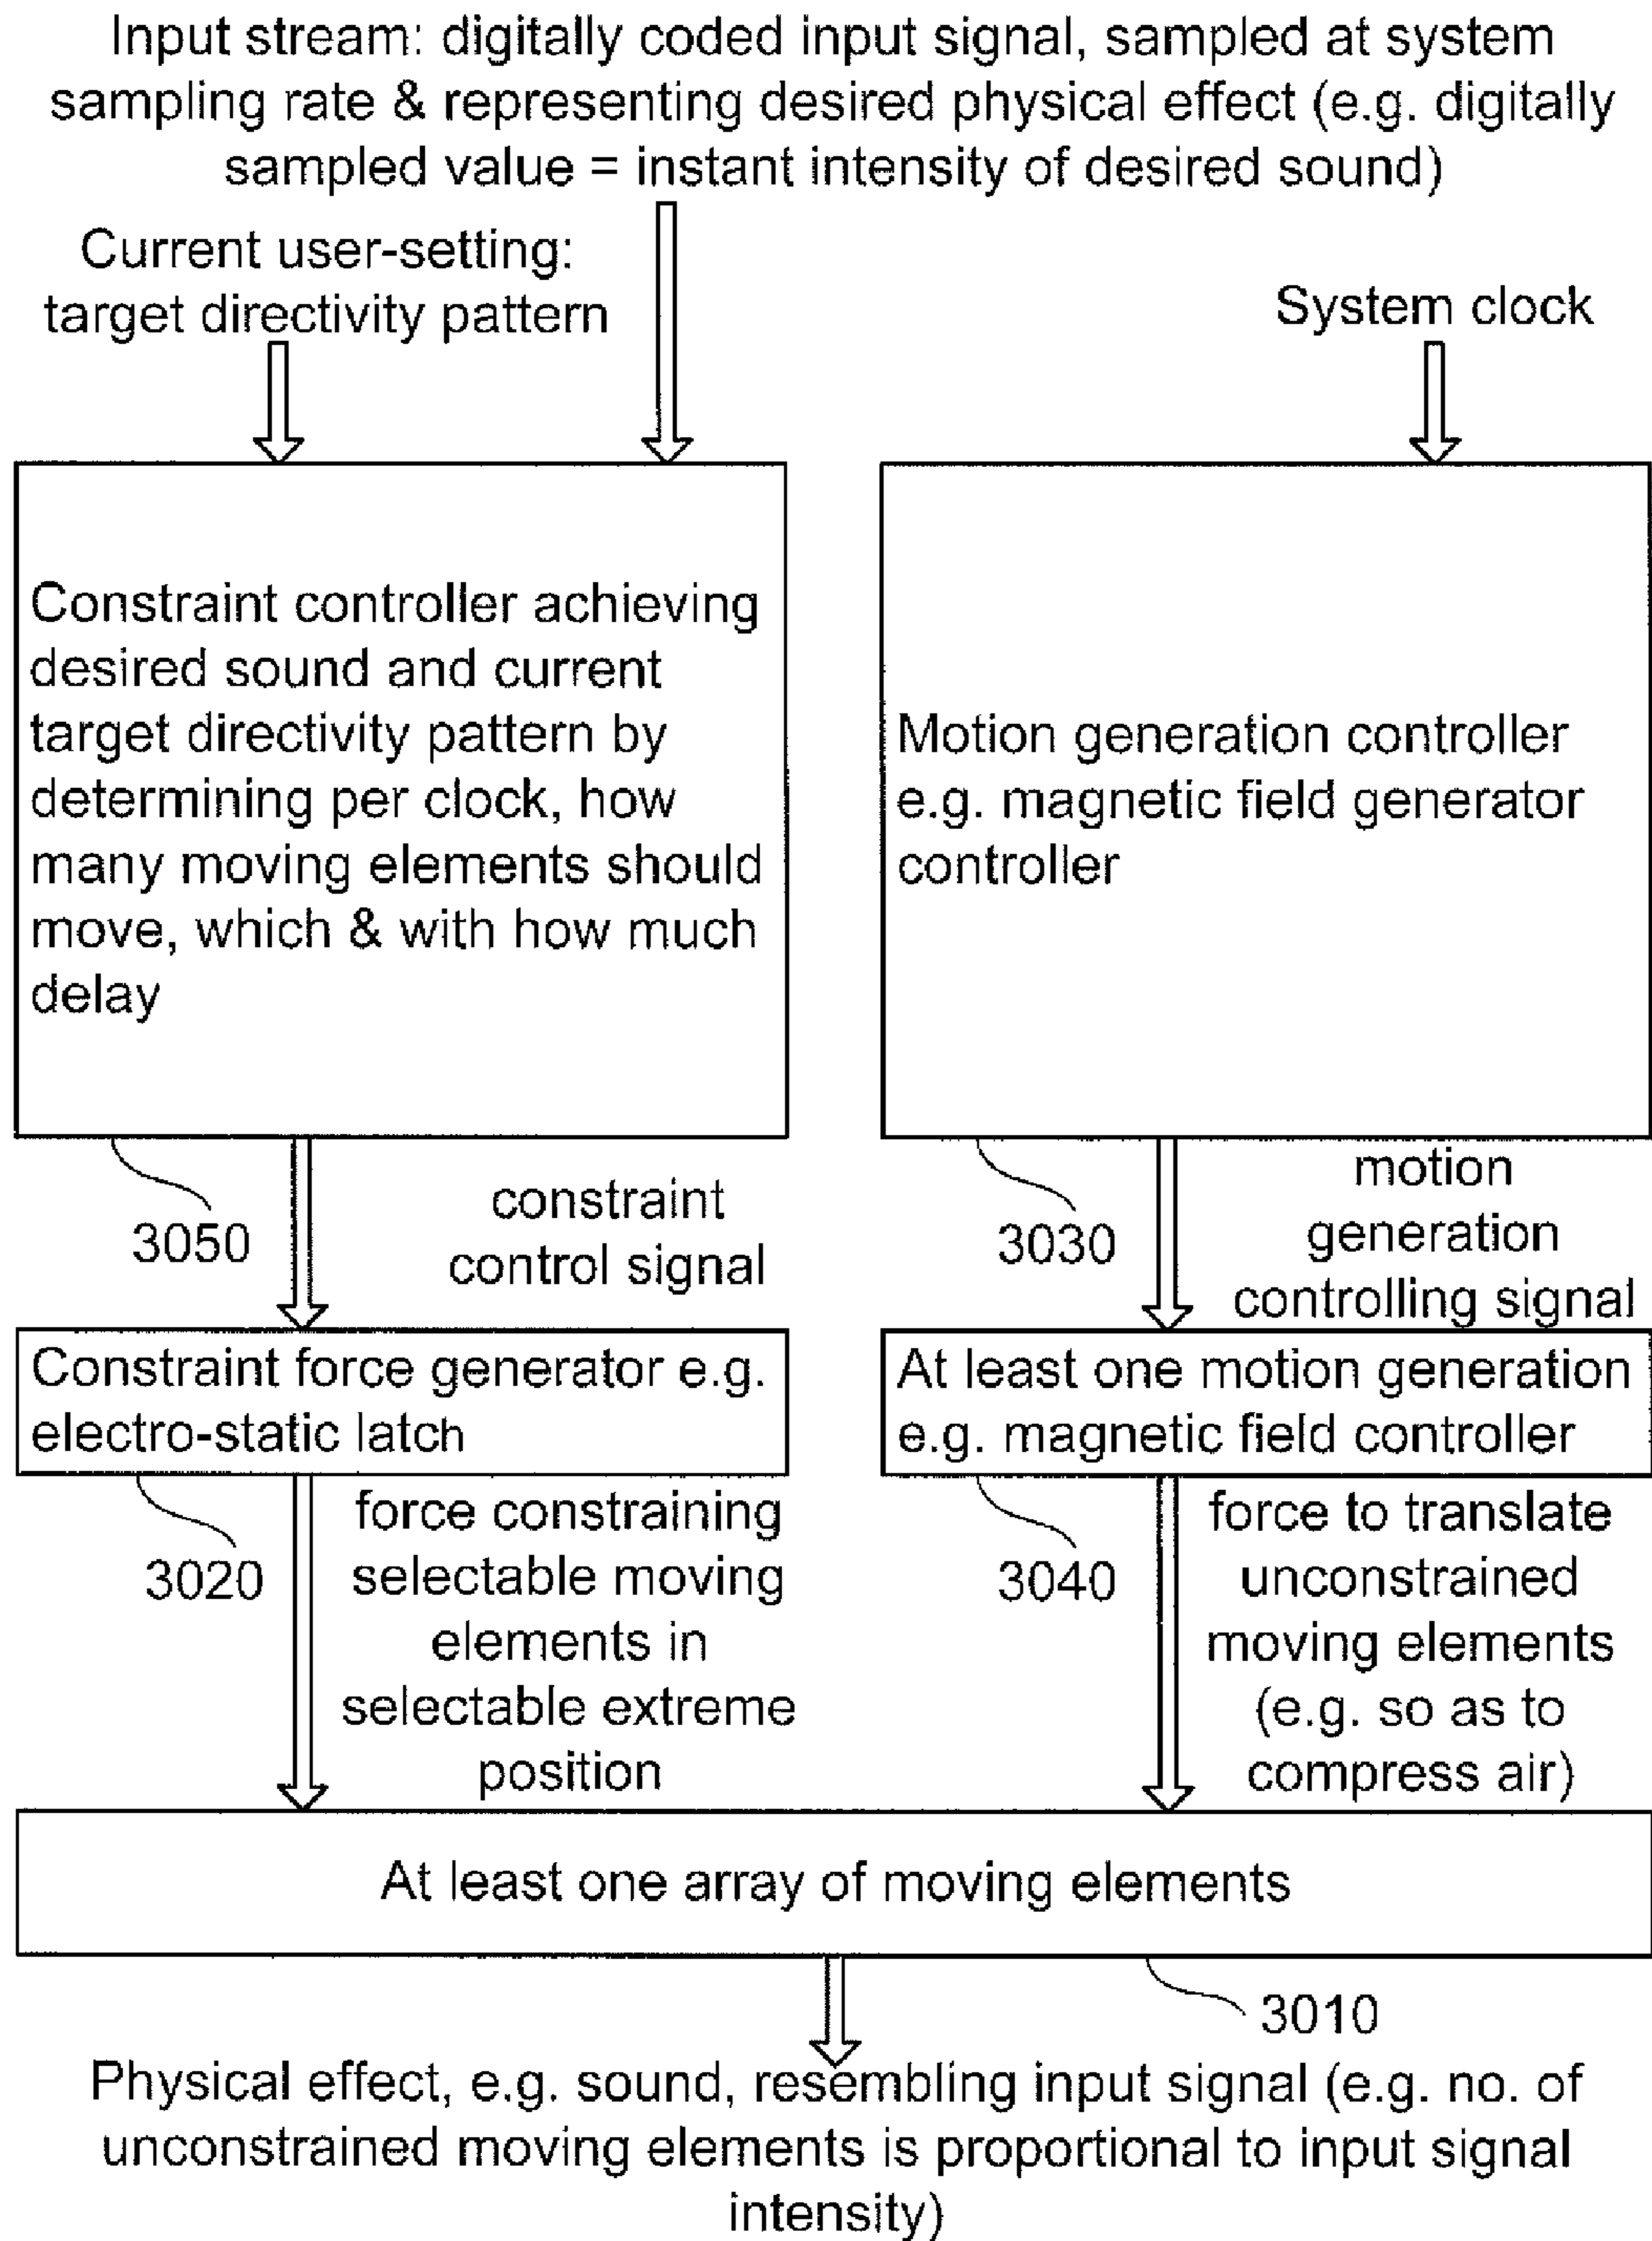 Input stream: digitally coded input signal, sampled at system
sampling rate & representing desired physical effect (e.g. digitally
sampled value = instant intensity of desired sound)
Current user-setting:
target directivity pattern
System clock
Constraint controller achieving
desired sound and current
target directivity pattern by
determining per clock, how
many moving elements should
move, which & with how much
delay
Motion generation controller
e.g. magnetic field generator
controller
3050
constraint
control signal
3030
motion
generation
controlling signal
Constraint force generator e.g.
electro-static latch
At least one motion generation
e.g. magnetic field controller
3020
force constraining
selectable moving
elements in
selectable extreme
position
3040
force to translate
unconstrained
moving elements
(e.g. so as to
compress air)
At least one array of moving elements
3010
Physical effect, e.g. sound, resembling input signal (e.g. no. of
unconstrained moving elements is proportional to input signal
intensity)